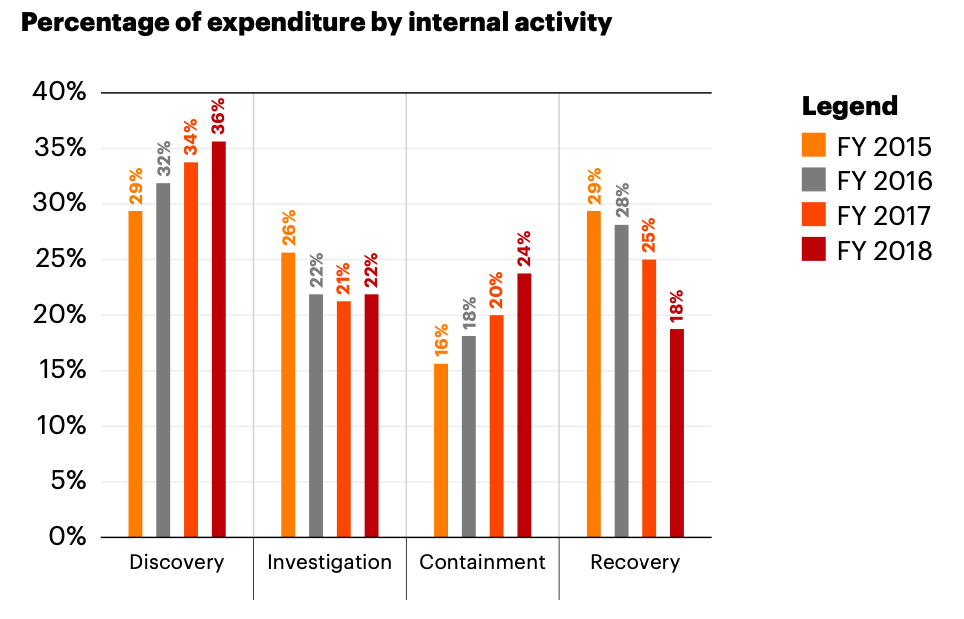 Percentage of expenditure by internal activity
40%
35%
30%
25%
20%
15%
10%
5%
0%
29%
32%
34%
36%
26%
22%
21%
22%
16%
18%
20%
24%
29%
28%
25%
18%
Discovery
Investigation
Containment
Recovery
Legend
FY 2015
FY 2016
FY 2017
FY 2018